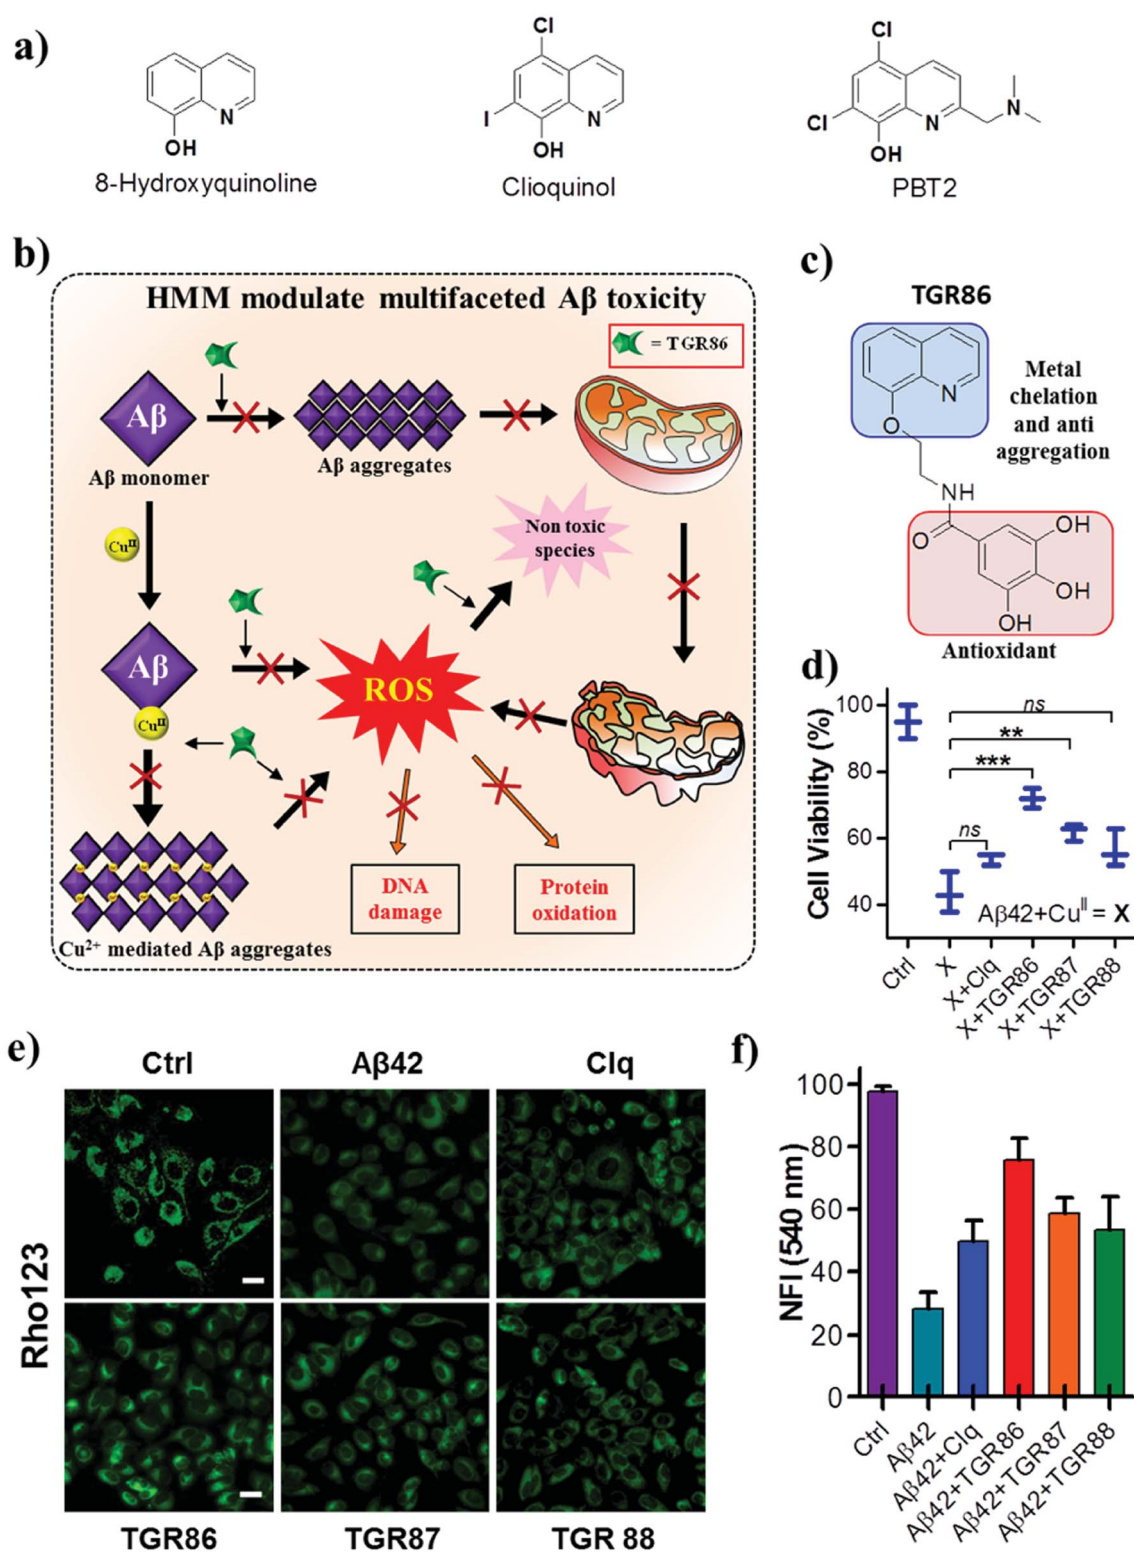 a)
Cl
Cl
I
Cl
N
N
N
N
OH
OH
OH
8-Hydroxyquinoline
Clioquinol
PBT2
b)
HMM modulate multifaceted Aβ toxicity
= TGR86
Aβ
Aβ monomer
Aβ aggregates
Cu^II
Non toxic
species
Aβ
Cu^II
ROS
DNA
damage
Protein
oxidation
Cu²⁺ mediated Aβ aggregates
c)
TGR86
N
O
Metal
chelation
and anti
aggregation
NH
O
OH
OH
OH
Antioxidant
d)
Cell Viability (%)
100
80
60
40
ns
**
***
ns
Aβ42+Cu^II = X
Ctrl
X
X+Clq
X+TGR86
X+TGR87
X+TGR88
e)
Ctrl
Aβ42
Clq
Rho123
TGR86
TGR87
TGR 88
f)
NFI (540 nm)
100
80
60
40
20
0
Ctrl
Aβ42
Aβ42+Clq
Aβ42+TGR86
Aβ42+TGR87
Aβ42+TGR88